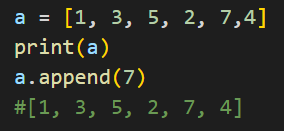 a = [1, 3, 5, 2, 7,4]
print(a)
a.append(7)
#[1, 3, 5, 2, 7, 4]